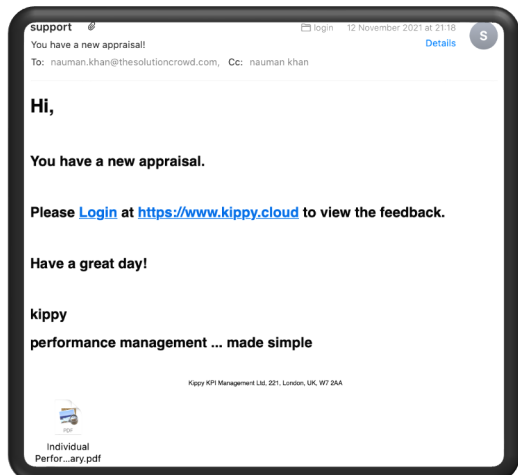 support
login 12 November 2021 at 21:18
S
You have a new appraisal!
Details
To: nauman.khan@thesolutioncrowd.com, Cc: nauman khan
Hi,
You have a new appraisal.
Please Login at https://www.kippy.cloud to view the feedback.
Have a great day!
kippy
performance management ... made simple
Kippy KPI Management Ltd, 221, London, UK, W7 2AA
PDF
Individual
Perfor...ary.pdf